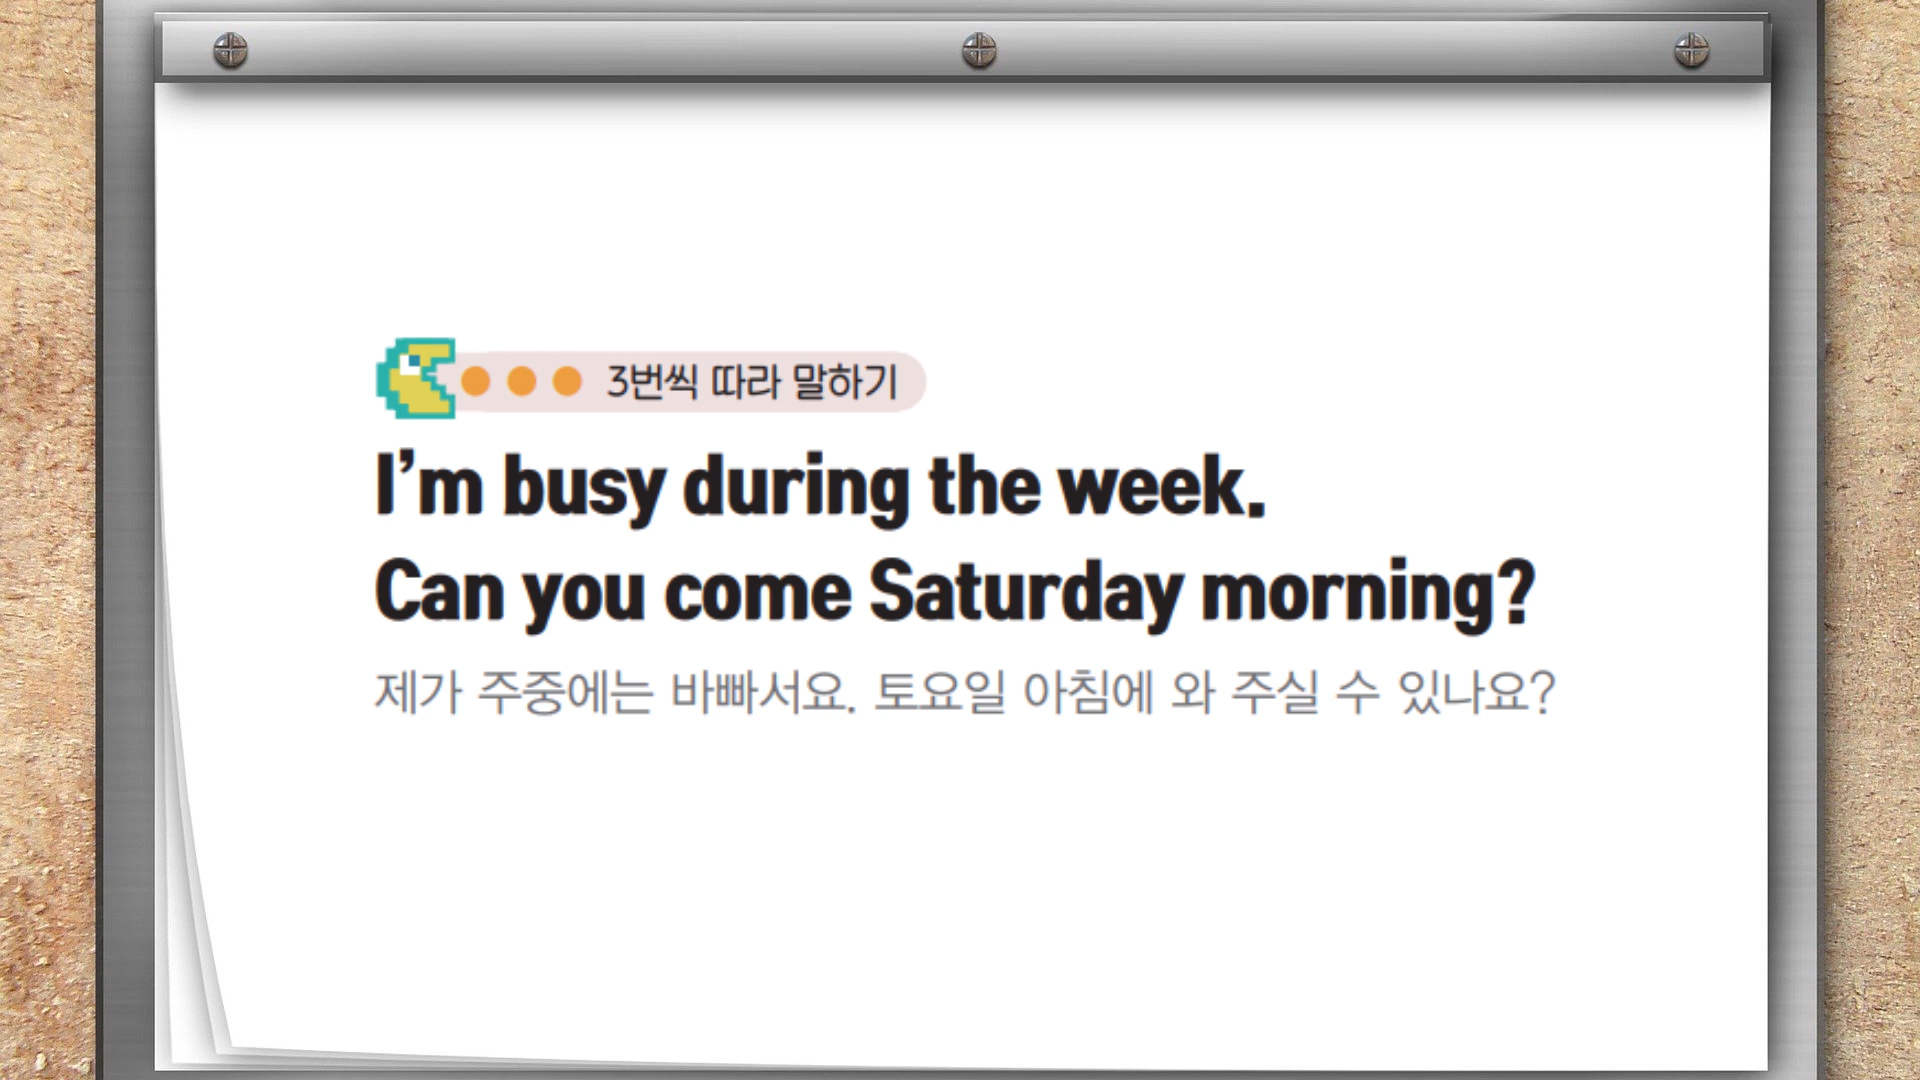 3번씩 따라 말하기
I’m busy during the week.
Can you come Saturday morning?
제가 주중에는 바빠서요. 토요일 아침에 와 주실 수 있나요?